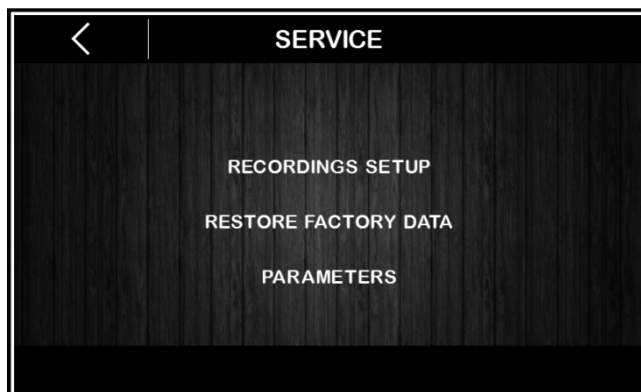 SERVICE
RECORDINGS SETUP
RESTORE FACTORY DATA
PARAMETERS